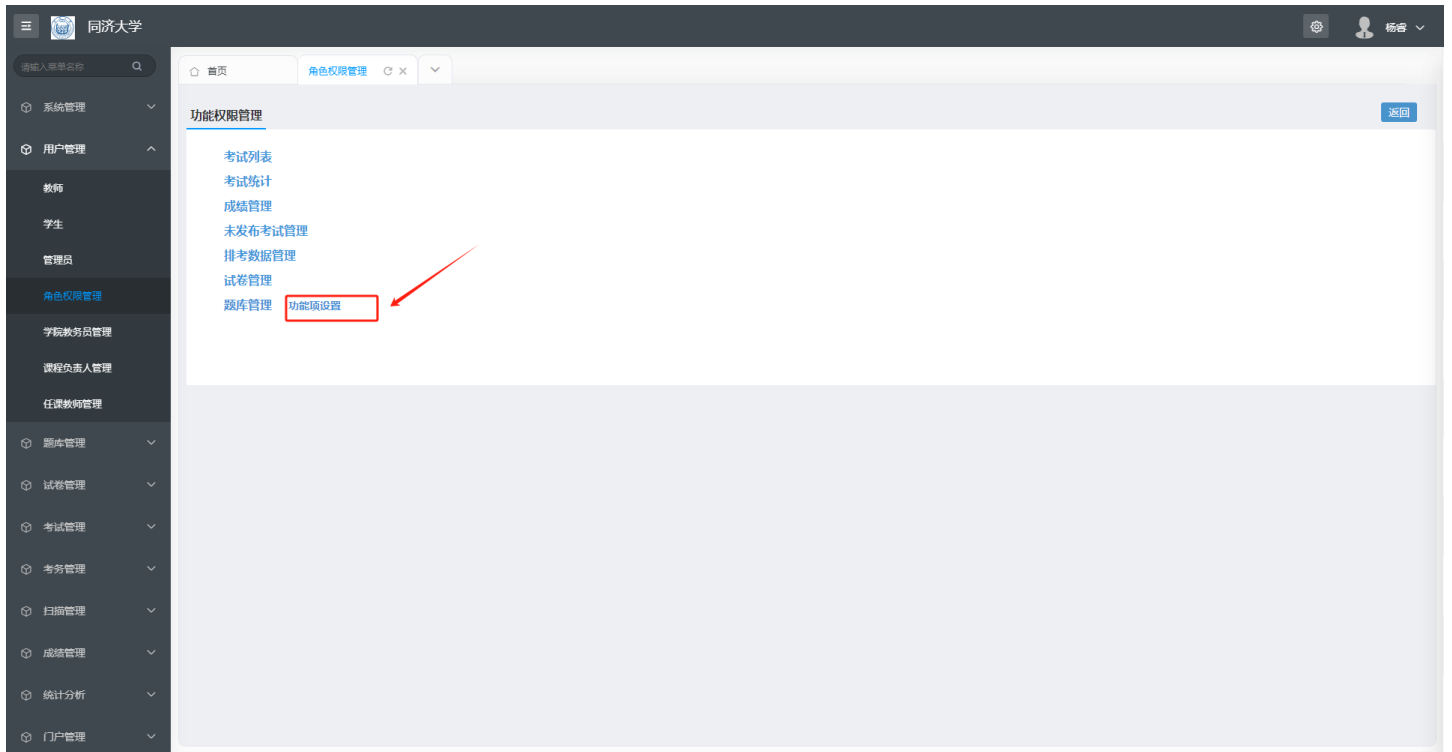 同济大学
杨睿
请输入菜单名称
首页
角色权限管理
系统管理
功能权限管理
返回
用户管理
教师
学生
管理员
角色权限管理
学院教务员管理
课程负责人管理
任课教师管理
题库管理
试卷管理
考试管理
考务管理
扫描管理
成绩管理
统计分析
门户管理
考试列表
考试统计
成绩管理
未发布考试管理
排考数据管理
试卷管理
题库管理 功能项设置